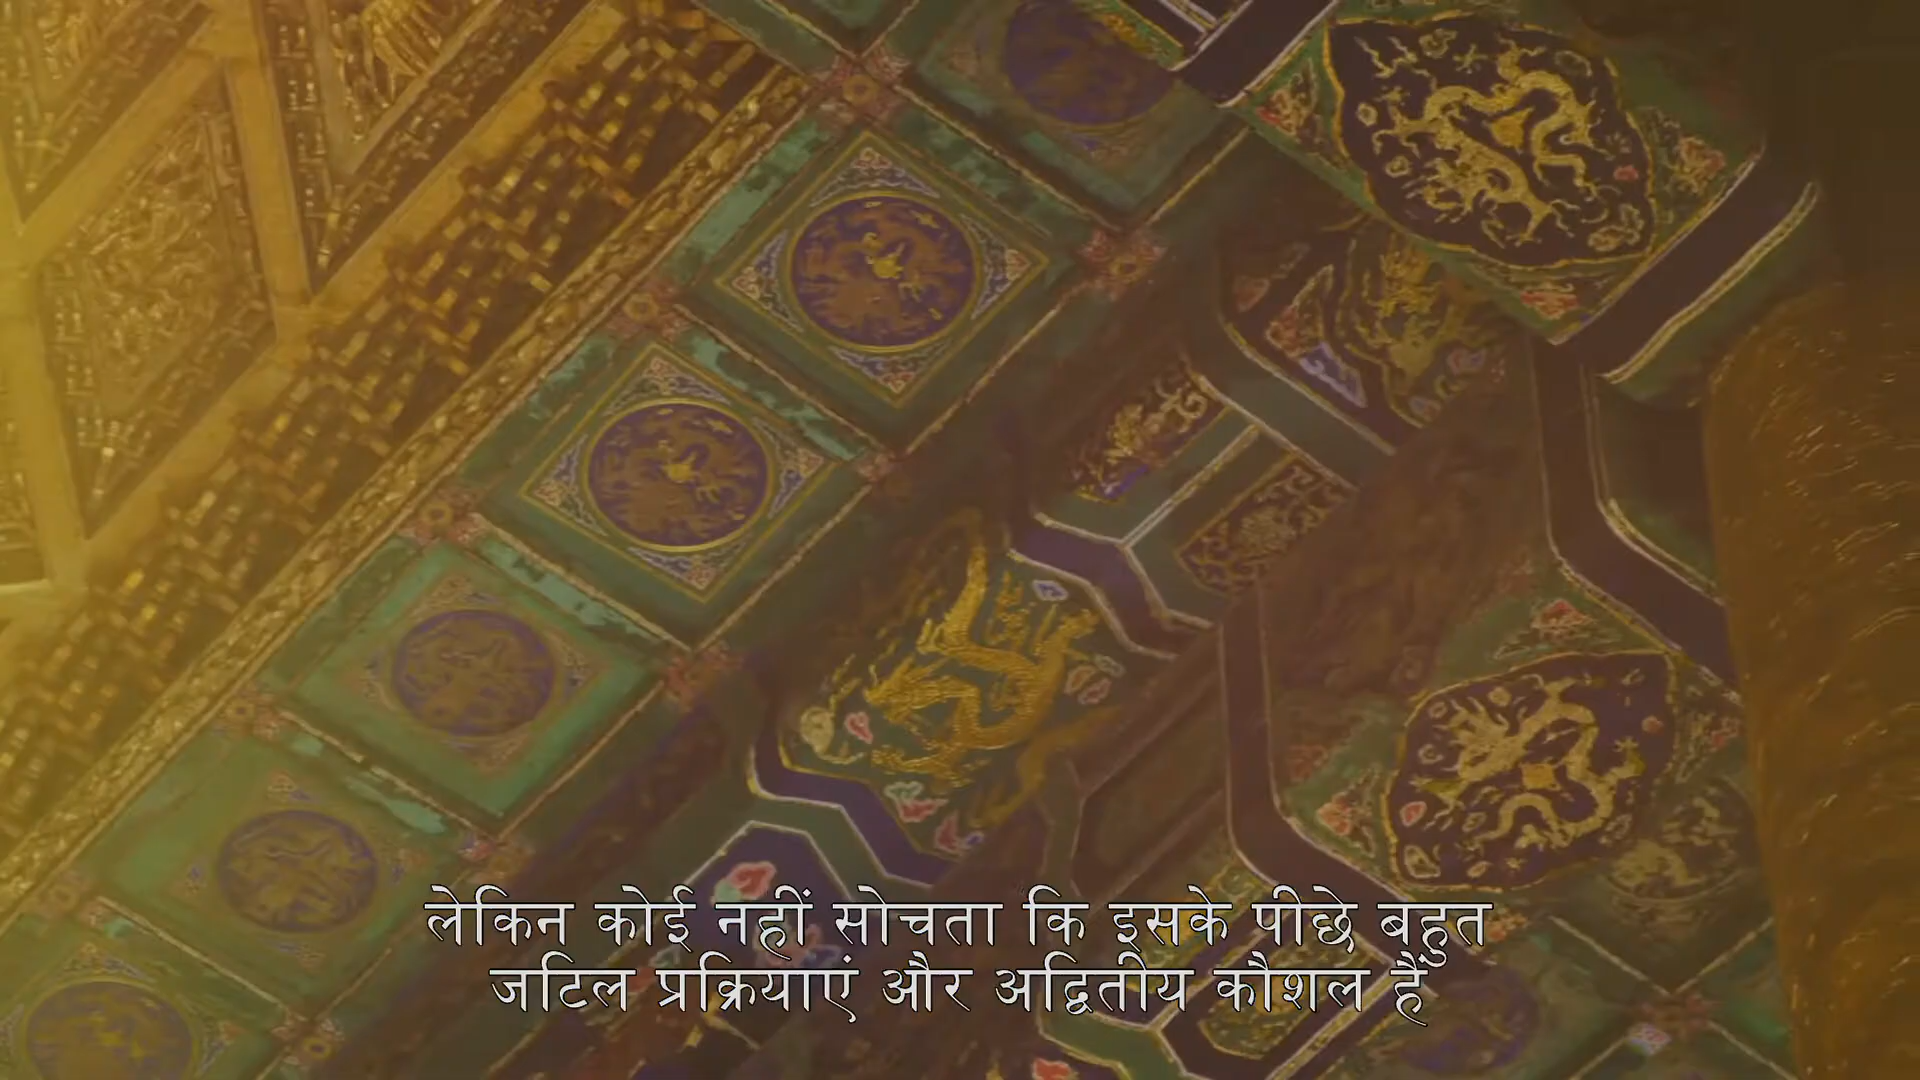 लेकिन कोई नहीं सोचता कि इसके पीछे बहुत
जटिल प्रक्रियाएं और अद्वितीय कौशल हैं